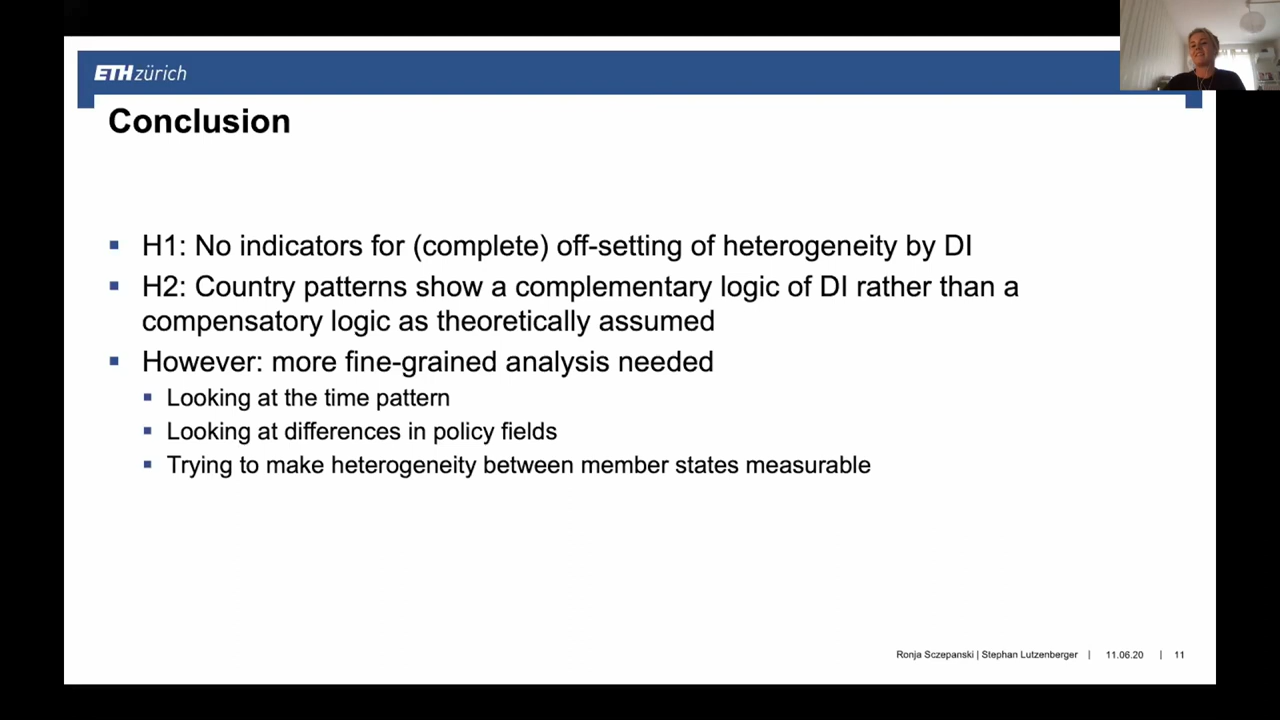 ETH zürich
Conclusion
▪ H1: No indicators for (complete) off-setting of heterogeneity by DI
▪ H2: Country patterns show a complementary logic of DI rather than a
compensatory logic as theoretically assumed
▪ However: more fine-grained analysis needed
▪ Looking at the time pattern
▪ Looking at differences in policy fields
▪ Trying to make heterogeneity between member states measurable
Ronja Sczepanski | Stephan Lutzenberger | 11.06.20 | 11